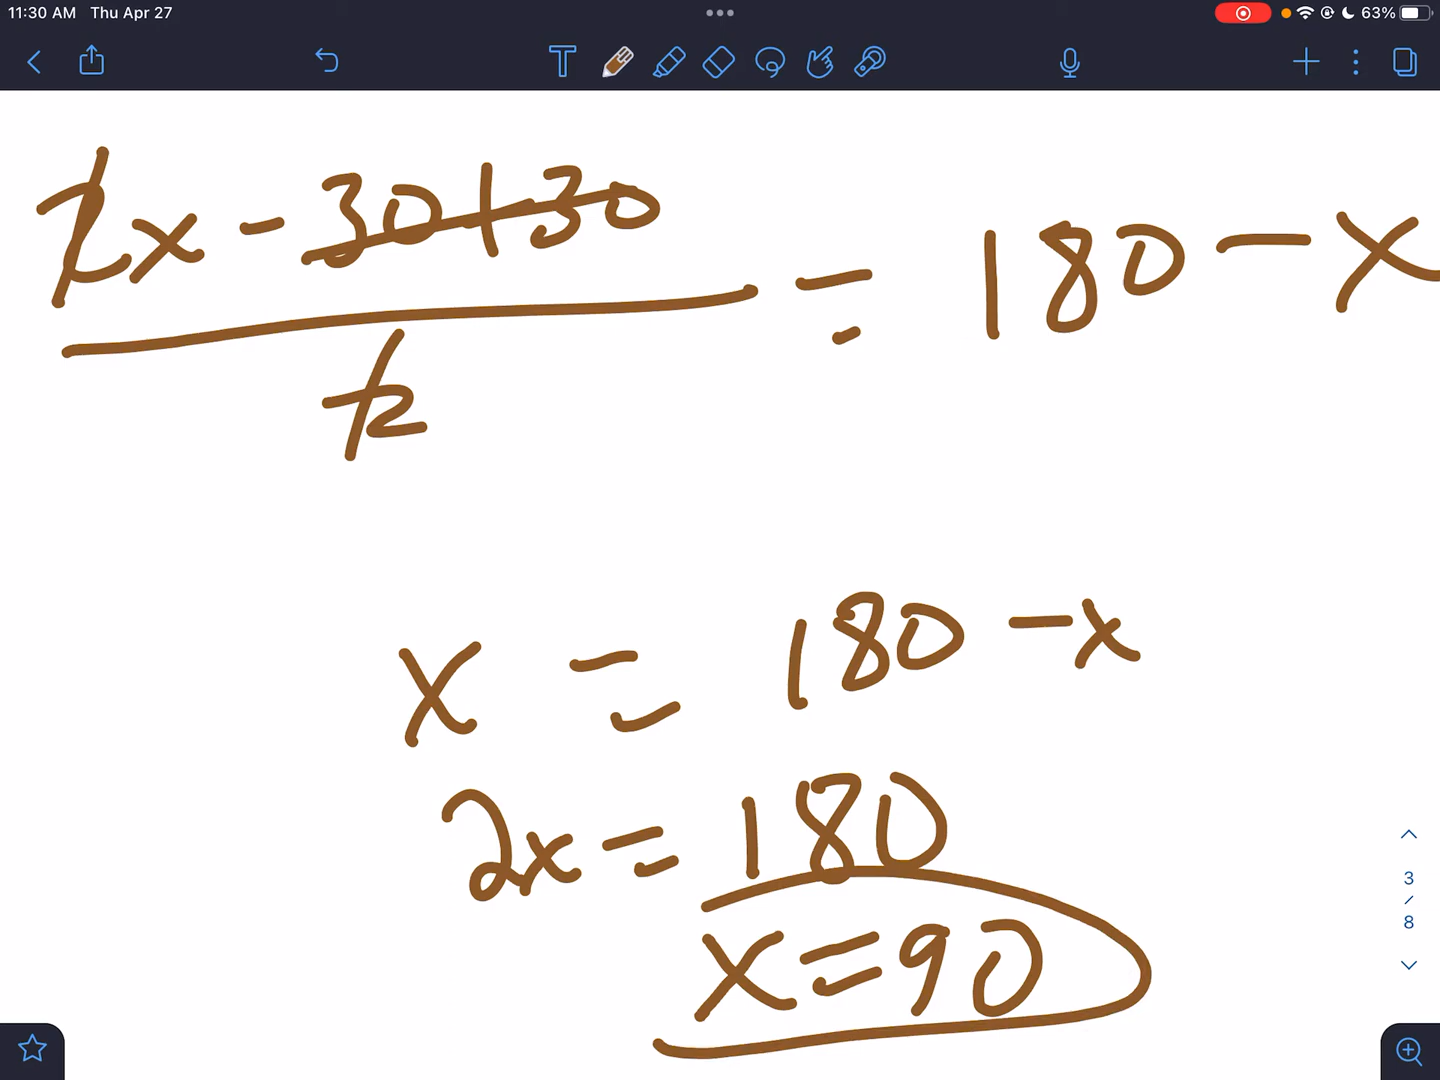 11:30 AM Thu Apr 27
63%
T
2x - 30 + 30
2
= 180 - x
x = 180 - x
2x = 180
x = 90
3
/
8